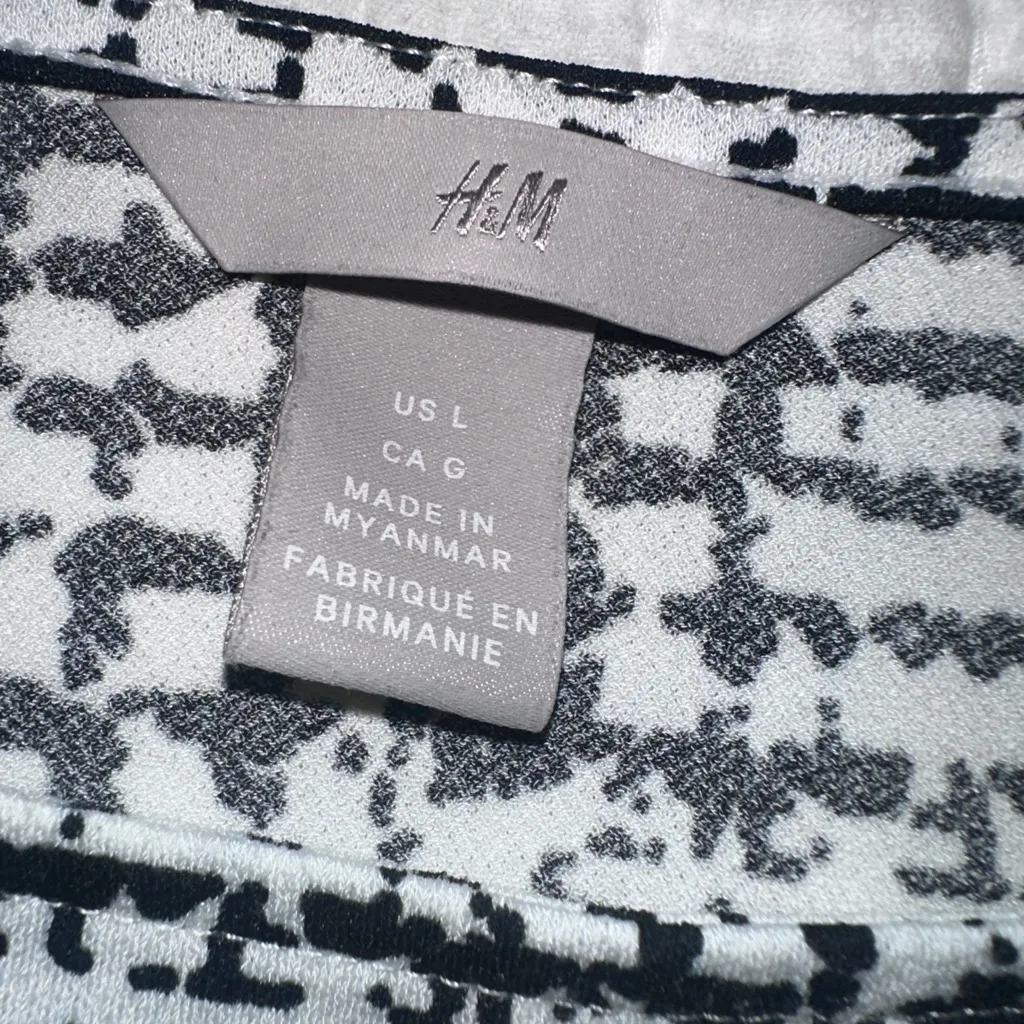 H&M
US L
CA G
MADE IN
MYANMAR
FABRIQUÉ EN
BIRMANIE